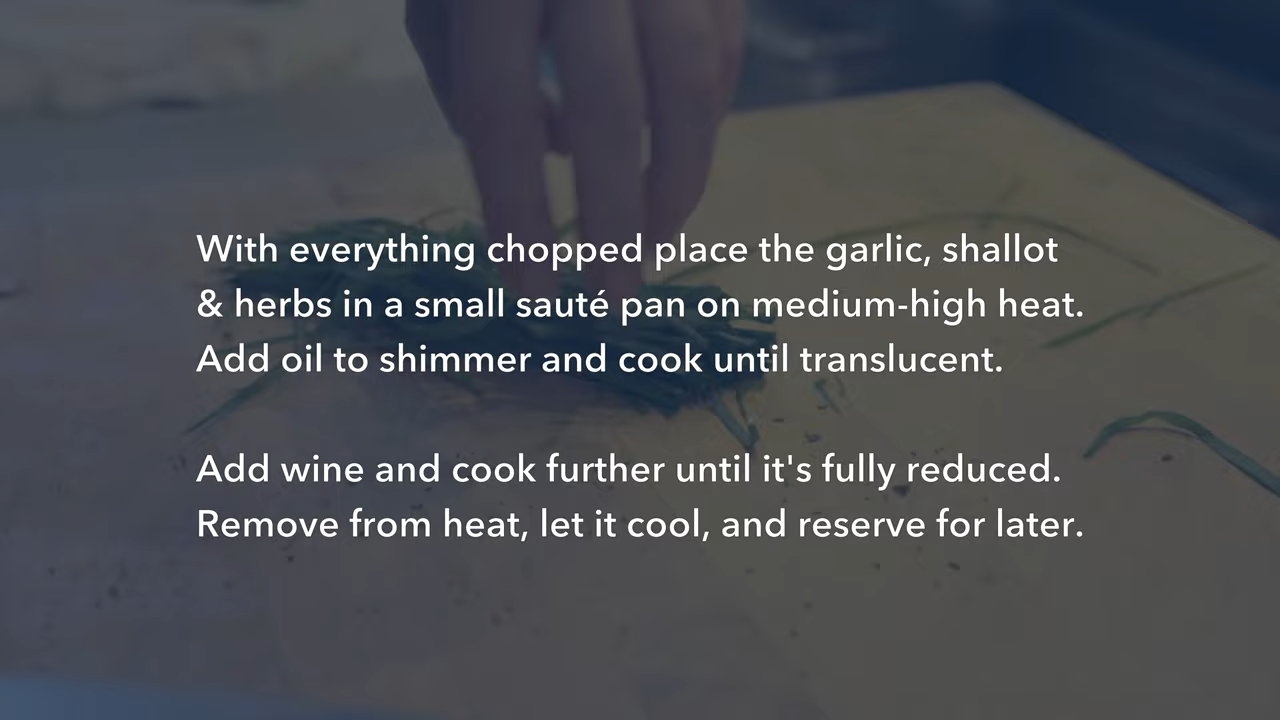 With everything chopped place the garlic, shallot
& herbs in a small sauté pan on medium-high heat.
Add oil to shimmer and cook until translucent.
Add wine and cook further until it's fully reduced.
Remove from heat, let it cool, and reserve for later.